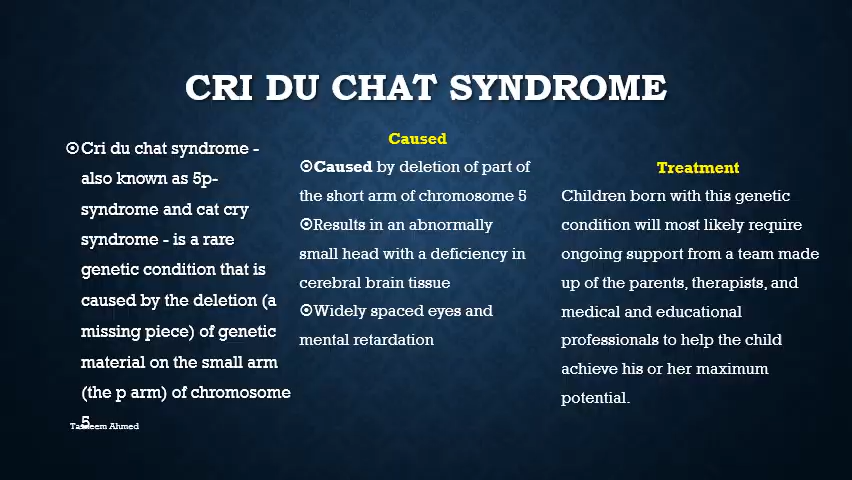 CRI DU CHAT SYNDROME
Cri du chat syndrome -
also known as 5p-
syndrome and cat cry
syndrome - is a rare
genetic condition that is
caused by the deletion (a
missing piece) of genetic
material on the small arm
(the p arm) of chromosome
5
Caused
Caused by deletion of part of
the short arm of chromosome 5
Results in an abnormally
small head with a deficiency in
cerebral brain tissue
Widely spaced eyes and
mental retardation
Treatment
Children born with this genetic
condition will most likely require
ongoing support from a team made
up of the parents, therapists, and
medical and educational
professionals to help the child
achieve his or her maximum
potential.
Tasneem Ahmed